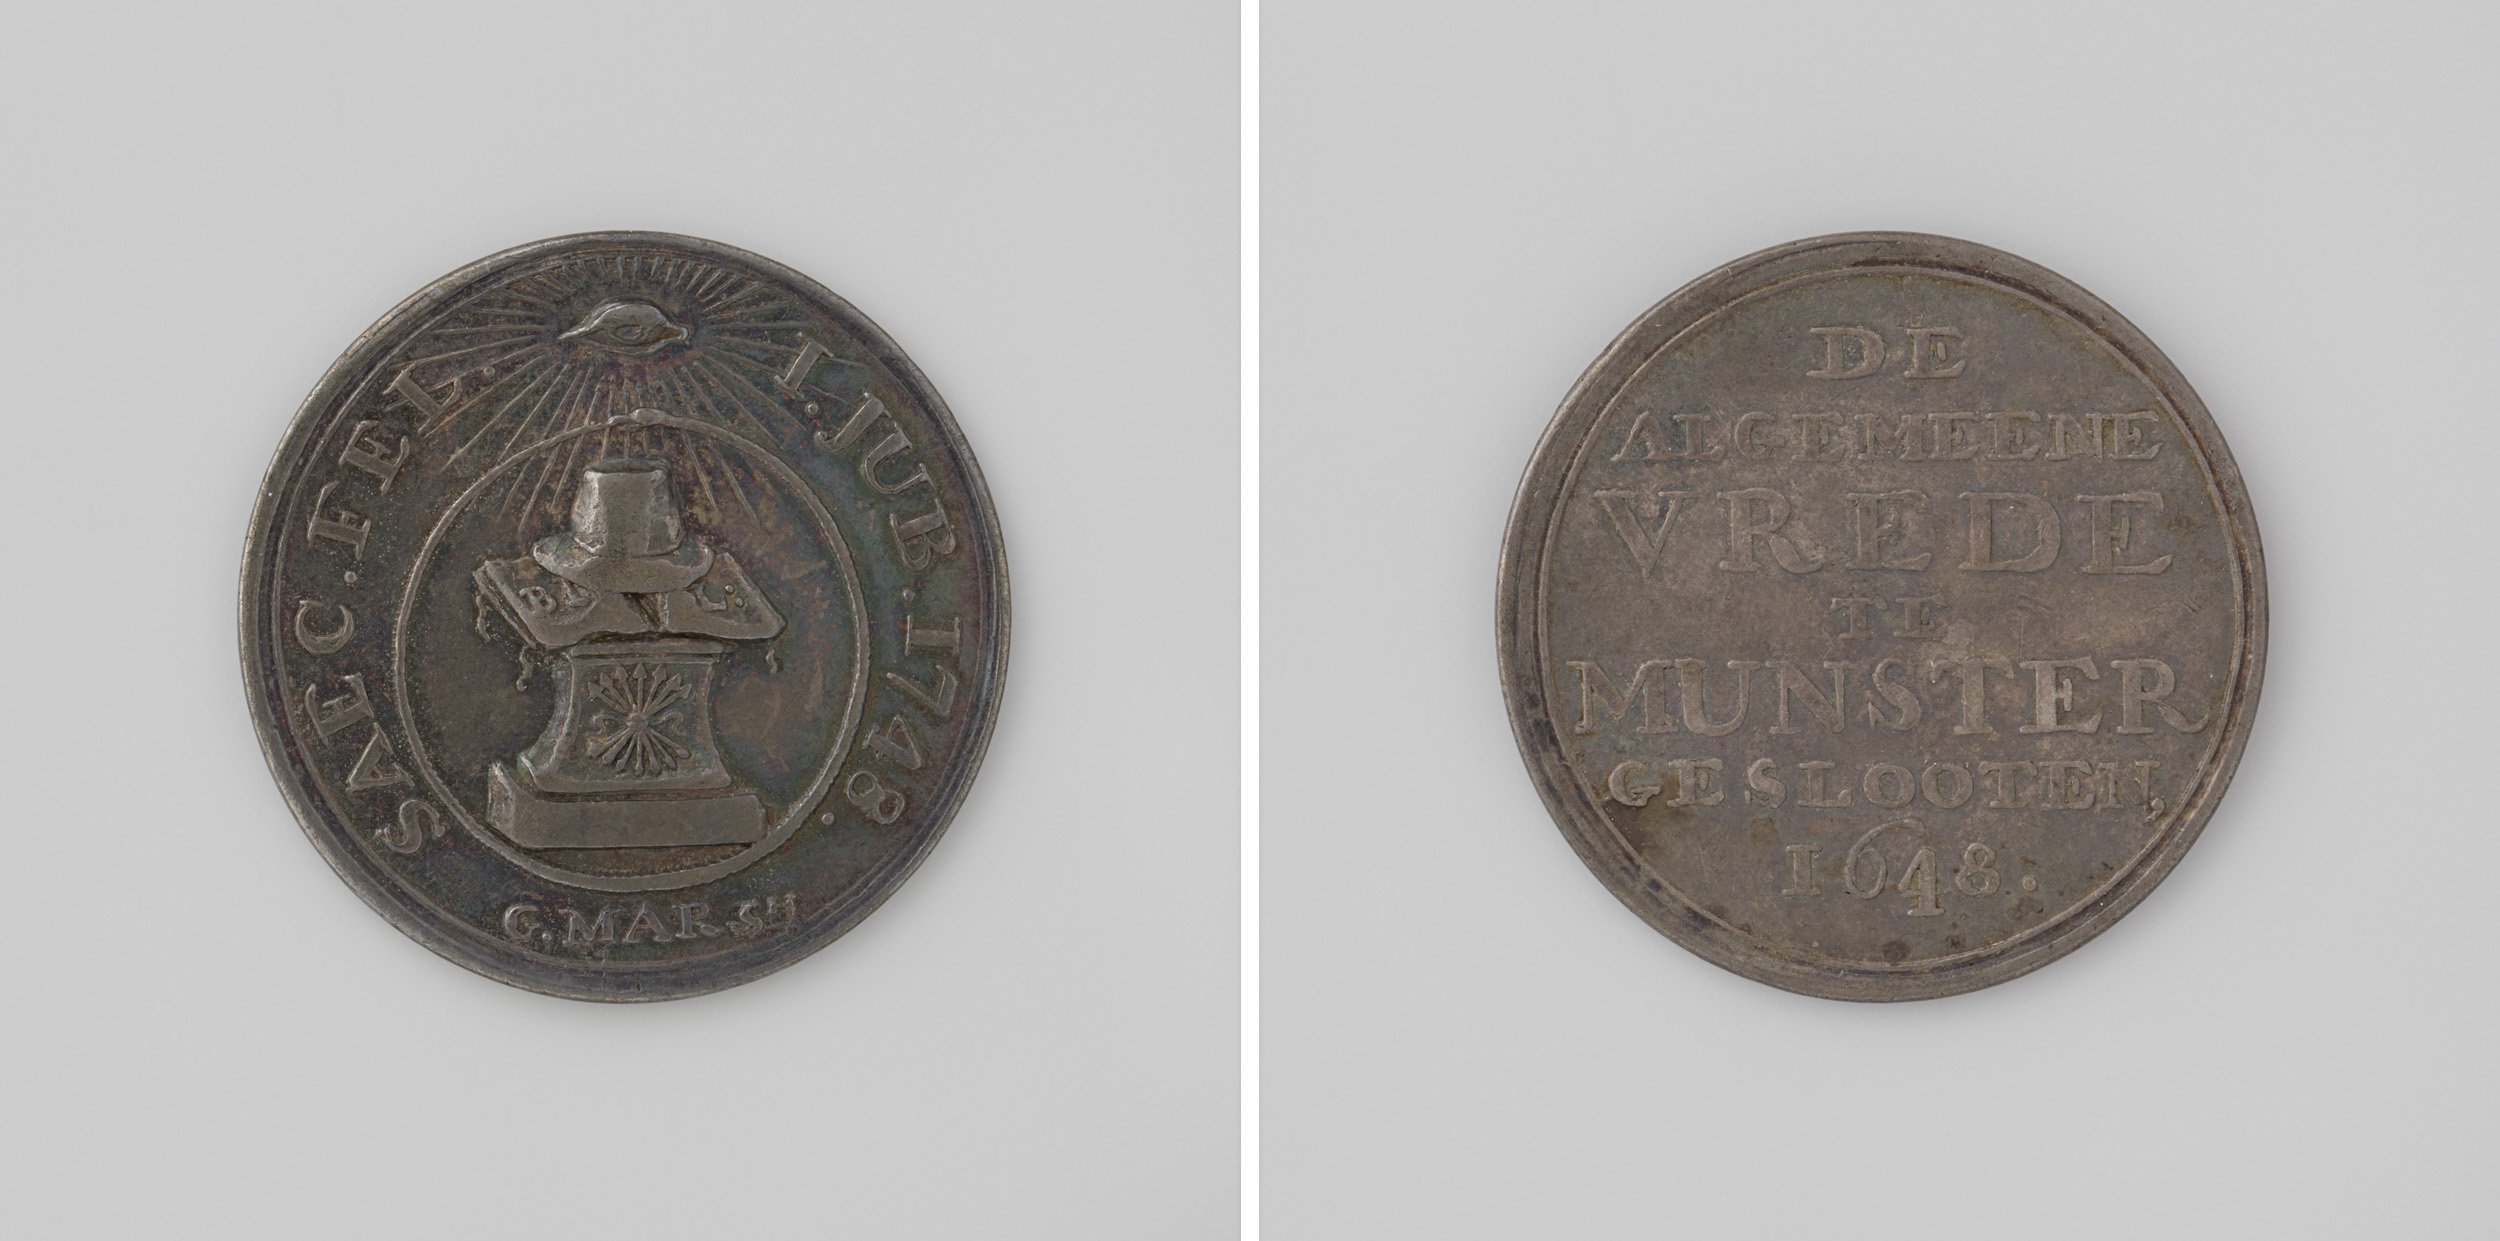 SAEC. FEL. I. JUB. 1748.
G. MARSH
DE
ALGEMEENE
VREDE
TE
MUNSTER
GESLOOTEN,
1648.